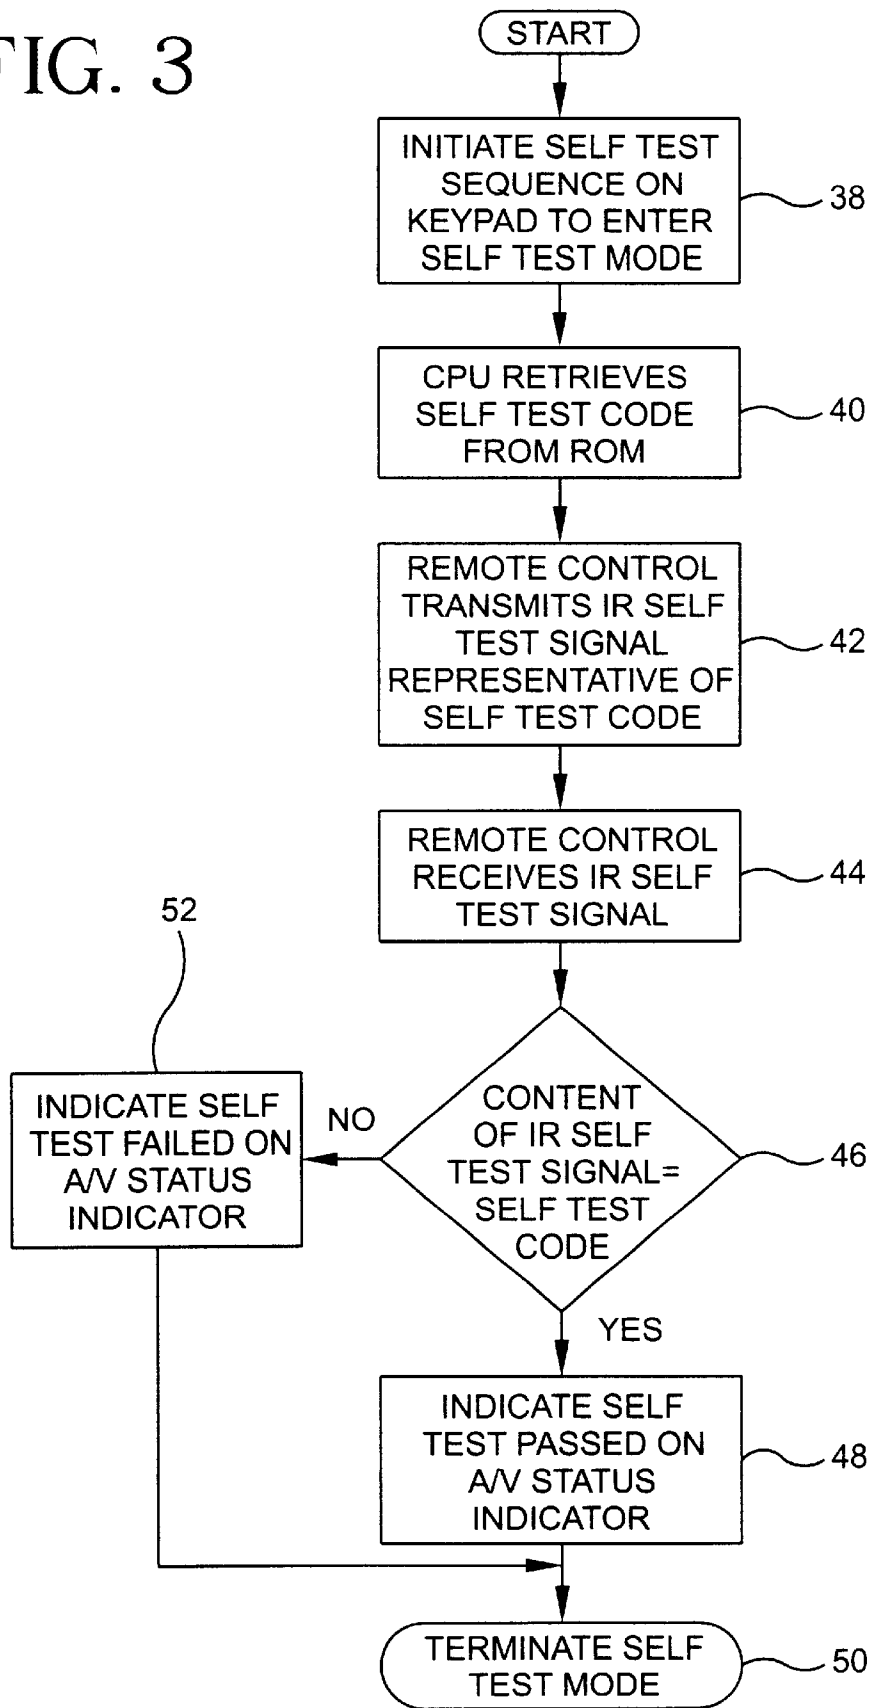 FIG. 3
START
INITIATE SELF TEST
SEQUENCE ON
KEYPAD TO ENTER
SELF TEST MODE
38
CPU RETRIEVES
SELF TEST CODE
FROM ROM
40
REMOTE CONTROL
TRANSMITS IR SELF
TEST SIGNAL
REPRESENTATIVE OF
SELF TEST CODE
42
REMOTE CONTROL
RECEIVES IR SELF
TEST SIGNAL
44
52
INDICATE SELF
TEST FAILED ON
A/V STATUS
INDICATOR
NO
CONTENT
OF IR SELF
TEST SIGNAL=
SELF TEST
CODE
46
YES
INDICATE SELF
TEST PASSED ON
A/V STATUS
INDICATOR
48
TERMINATE SELF
TEST MODE
50